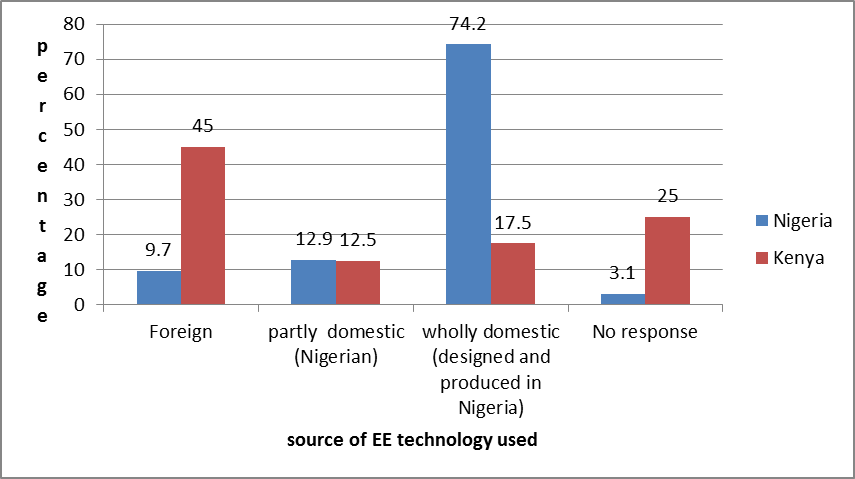 percentage
80
70
60
50
40
30
20
10
0
9.7
45
12.9
12.5
74.2
17.5
3.1
25
Foreign
partly domestic
(Nigerian)
wholly domestic
(designed and
produced in
Nigeria)
No response
source of EE technology used
Nigeria
Kenya